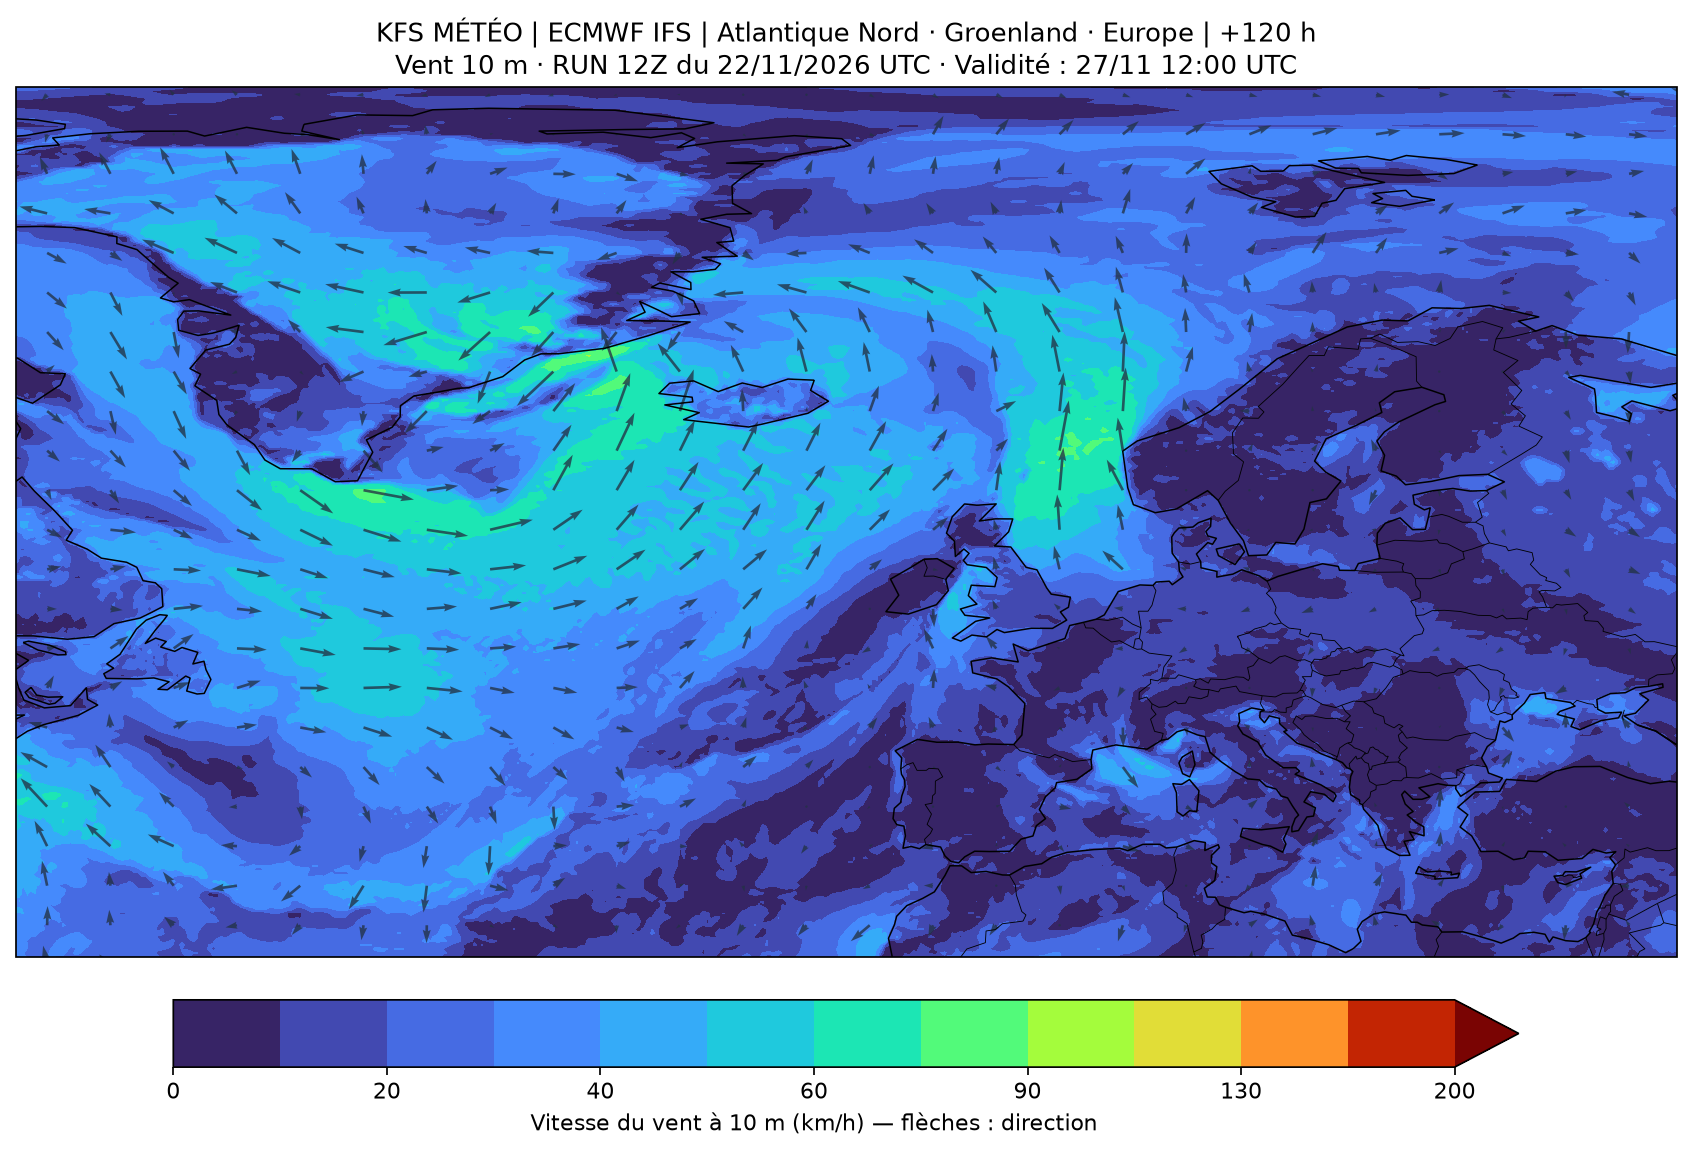 KFS MÉTÉO | ECMWF IFS | Atlantique Nord · Groenland · Europe | +120 h
Vent 10 m · RUN 12Z du 22/11/2026 UTC · Validité : 27/11 12:00 UTC
0 20 40 60 90 130 200
Vitesse du vent à 10 m (km/h) — flèches : direction